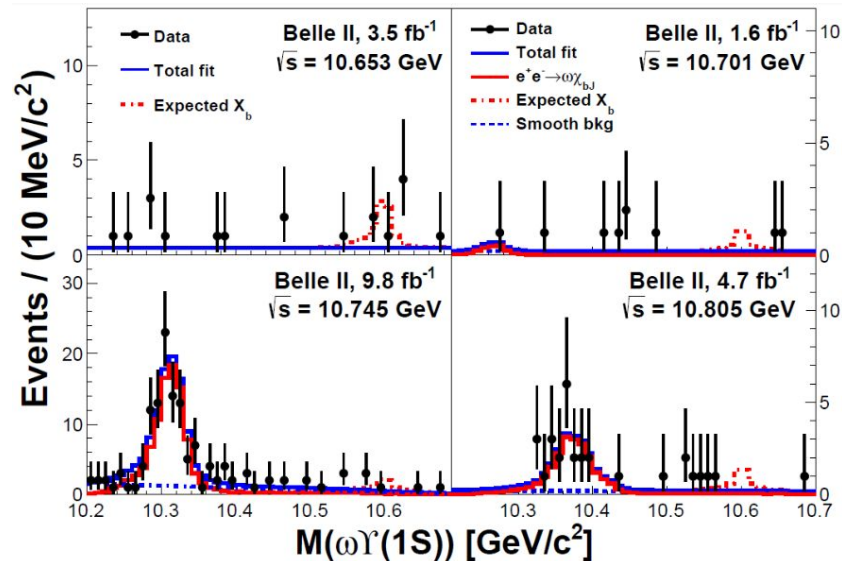 Events / (10 MeV/c²)
12
10
5
0
Data
Total fit
Expected X_b
Belle II, 3.5 fb⁻¹
√s = 10.653 GeV
Data
Total fit
e⁺e⁻→ωχ_bJ
Expected X_b
Smooth bkg
Belle II, 1.6 fb⁻¹
√s = 10.701 GeV
10
5
0
30
20
10
0
Belle II, 9.8 fb⁻¹
√s = 10.745 GeV
Belle II, 4.7 fb⁻¹
√s = 10.805 GeV
10
5
0
10.2 10.3 10.4 10.5 10.6 10.3 10.4 10.5 10.6 10.7
M(ωΥ(1S)) [GeV/c²]